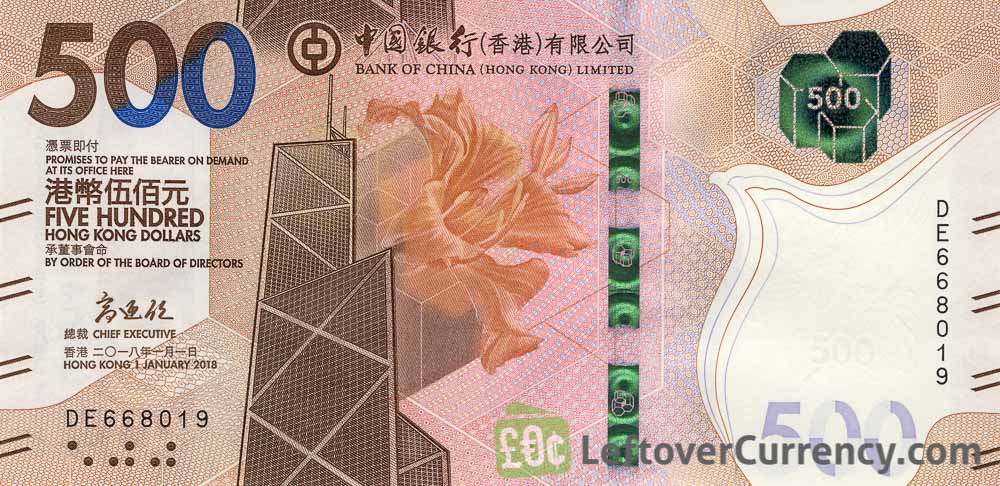 500
中国銀行(香港)有限公司
BANK OF CHINA (HONG KONG) LIMITED
500
憑票即付
PROMISES TO PAY THE BEARER ON DEMAND
AT ITS OFFICE HERE
港幣伍佰元
FIVE HUNDRED
HONG KONG DOLLARS
承董事會命
BY ORDER OF THE BOARD OF DIRECTORS
高迎欣
總裁 CHIEF EXECUTIVE
香港 二〇一八年一月一日
HONG KONG 1 JANUARY 2018
DE668019
DE668019
500
500
£0¢
LeftoverCurrency.com